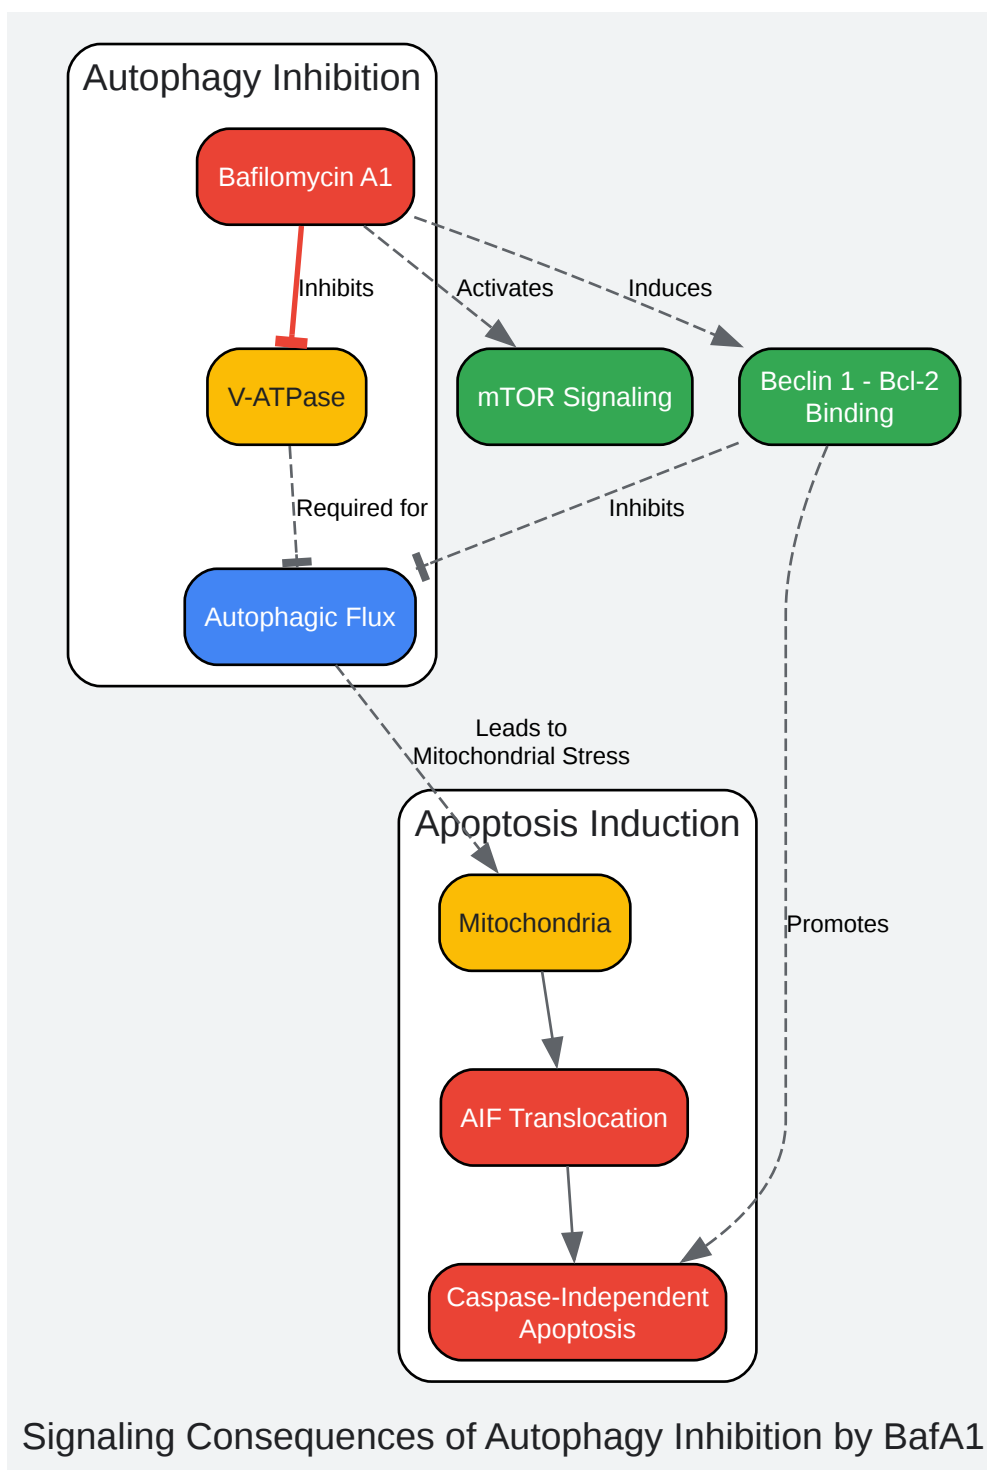 Autophagy Inhibition
Bafilomycin A1
Inhibits
Activates
Induces
V-ATPase
mTOR Signaling
Beclin 1 - Bcl-2
Binding
Required for
Inhibits
Autophagic Flux
Leads to
Mitochondrial Stress
Apoptosis Induction
Mitochondria
Promotes
AIF Translocation
Caspase-Independent
Apoptosis
Signaling Consequences of Autophagy Inhibition by BafA1